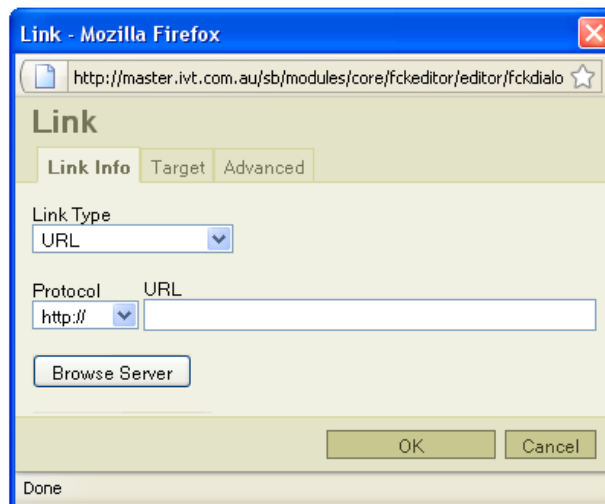 Link - Mozilla Firefox
http://master.ivt.com.au/sb/modules/core/fckeditor/editor/fckdialo
Link
Link Info Target Advanced
Link Type
URL
Protocol URL
http://
Browse Server
OK Cancel
Done